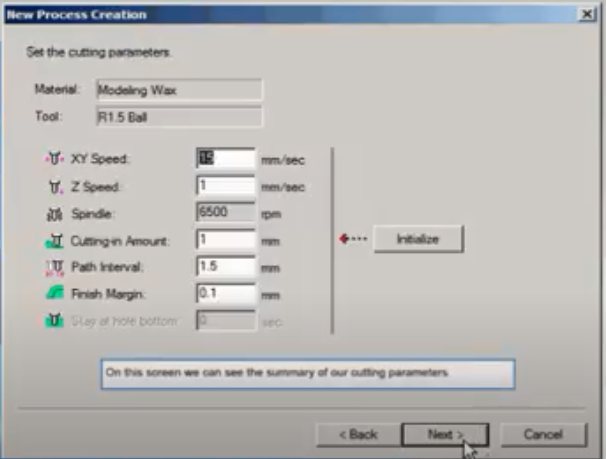 New Process Creation
Set the cutting parameters.
Material: Modeling Wax
Tool: R1.5 Ball
XY Speed: 15 mm/sec
Z Speed: 1 mm/sec
Spindle: 6500 rpm
Cutting-in Amount: 1 mm
Initialize
Path Interval: 1.5 mm
Finish Margin: 0.1 mm
Stay at hole bottom: 0 sec
On this screen we can see the summary of our cutting parameters
< Back Next > Cancel